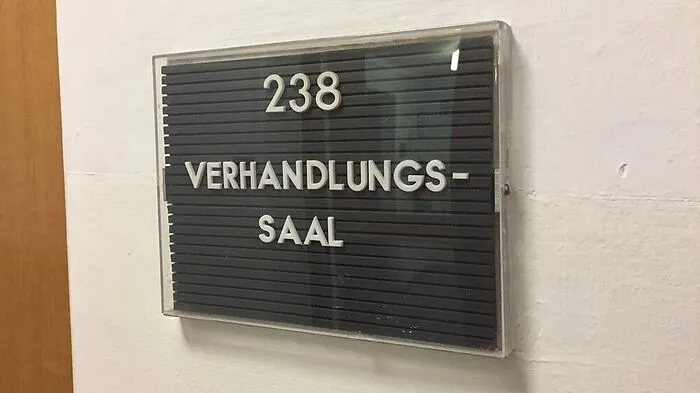 238
VERHANDLUNGS-
SAAL